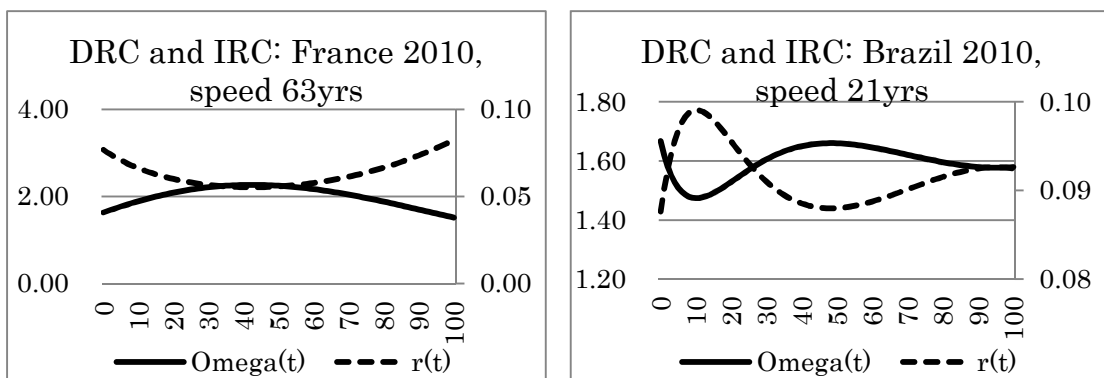 DRC and IRC: France 2010,
speed 63yrs
4.00
2.00
0.00
0.10
0.05
0.00
0 10 20 30 40 50 60 70 80 90 100
Omega(t) r(t)
DRC and IRC: Brazil 2010,
speed 21yrs
1.80
1.60
1.40
1.20
0.10
0.09
0.08
0 10 20 30 40 50 60 70 80 90 100
Omega(t) r(t)